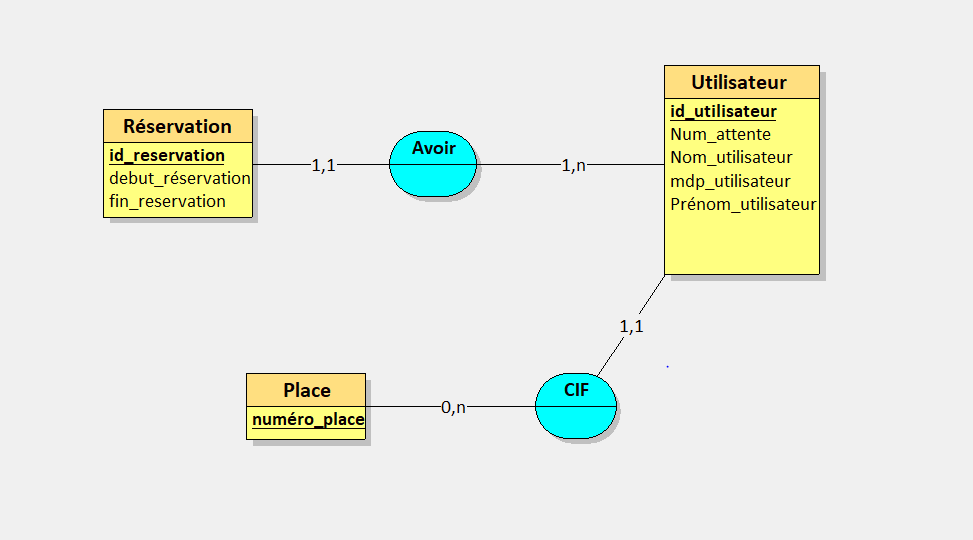 Utilisateur
id_utilisateur
Num_attente
Nom_utilisateur
mdp_utilisateur
Prénom_utilisateur
Réservation
id_reservation
debut_réservation
fin_reservation
1,1
Avoir
1,n
1,1
Place
numéro_place
0,n
CIF